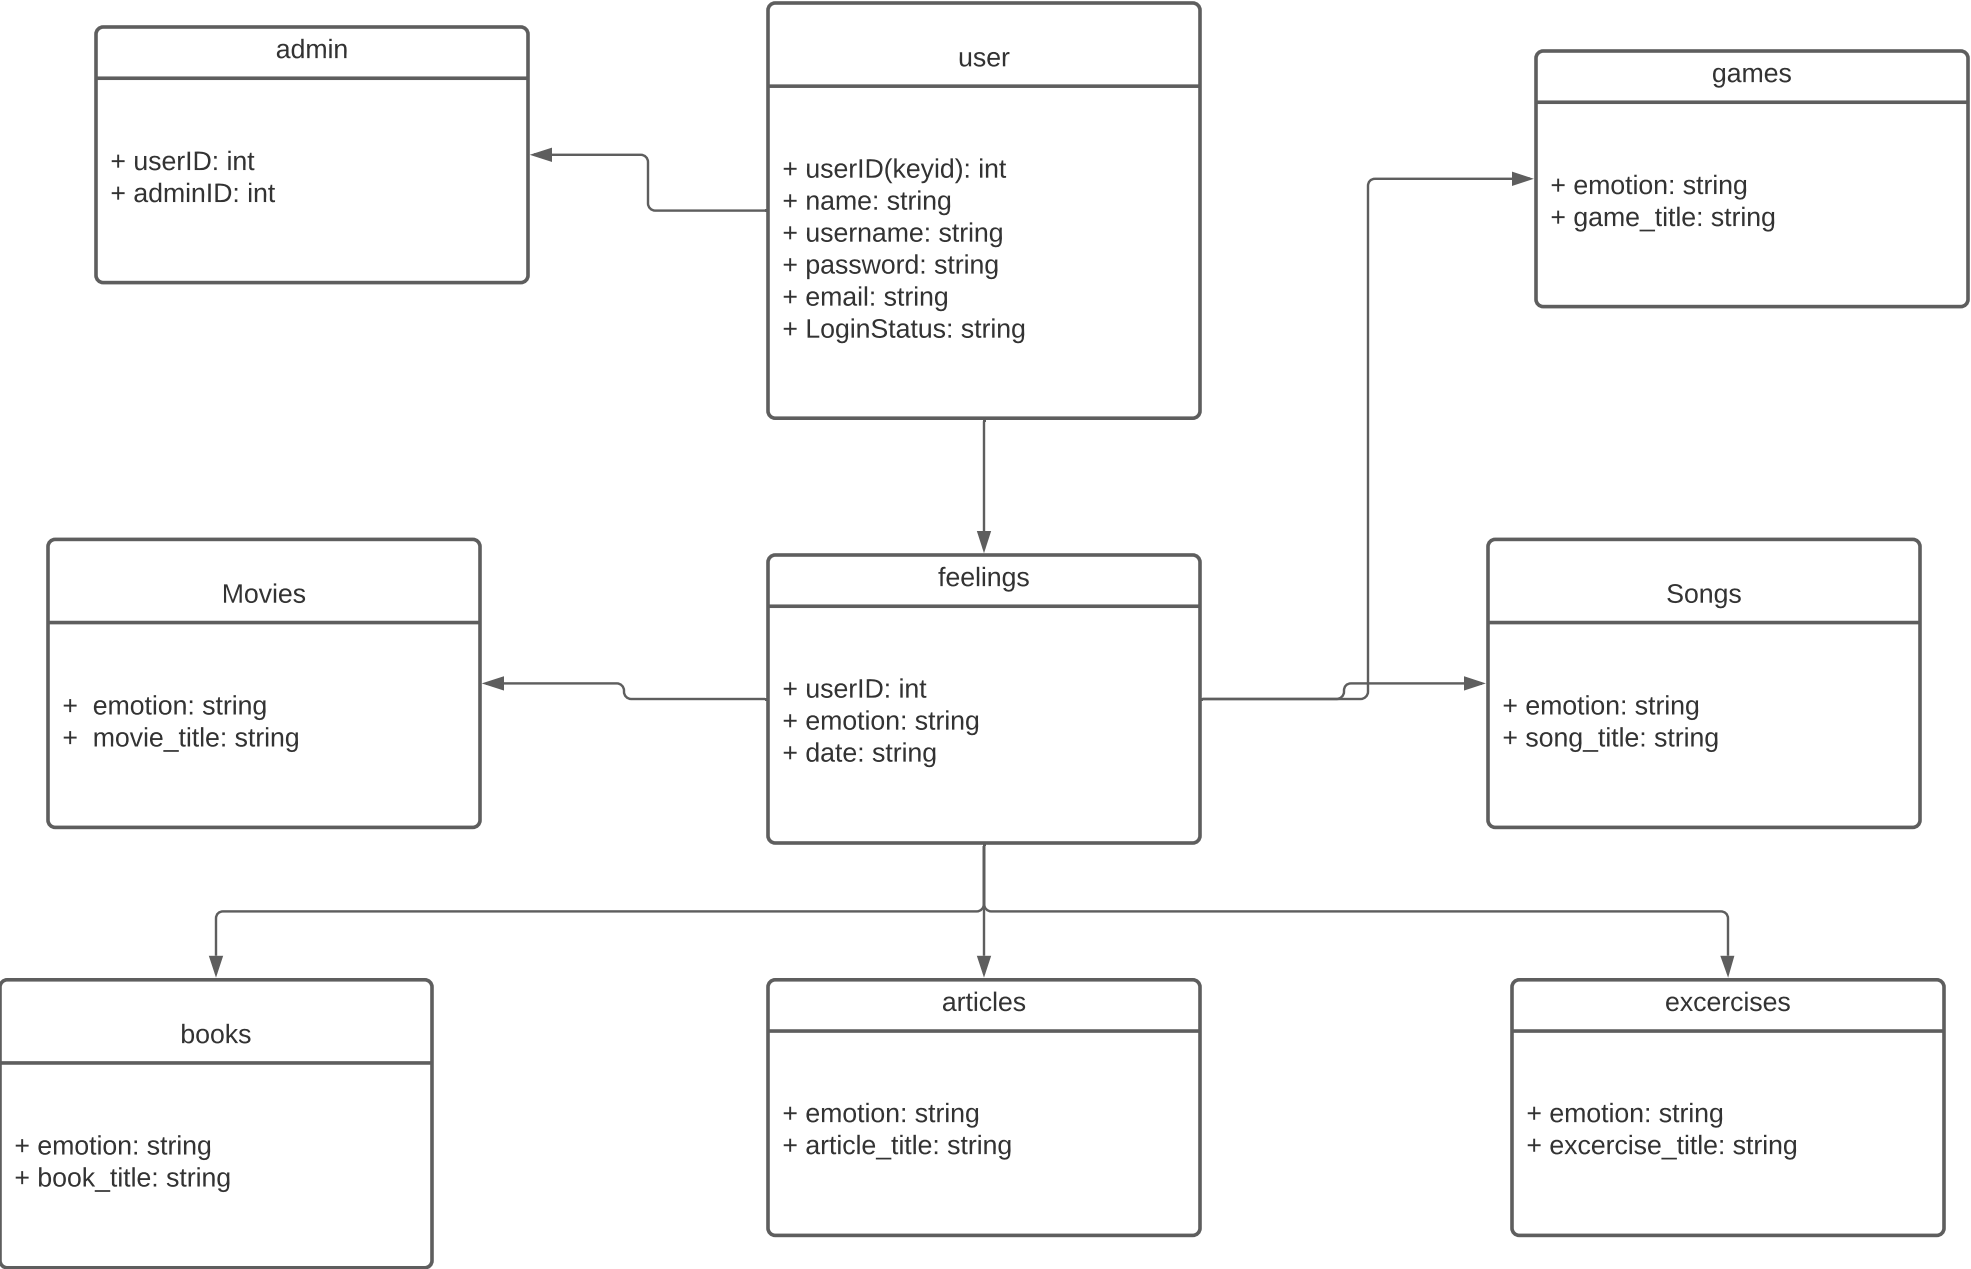 admin
+ userID: int
+ adminID: int
user
+ userID(keyid): int
+ name: string
+ username: string
+ password: string
+ email: string
+ LoginStatus: string
games
+ emotion: string
+ game_title: string
Movies
+  emotion: string
+  movie_title: string
feelings
+ userID: int
+ emotion: string
+ date: string
Songs
+ emotion: string
+ song_title: string
books
+ emotion: string
+ book_title: string
articles
+ emotion: string
+ article_title: string
excercises
+ emotion: string
+ excercise_title: string